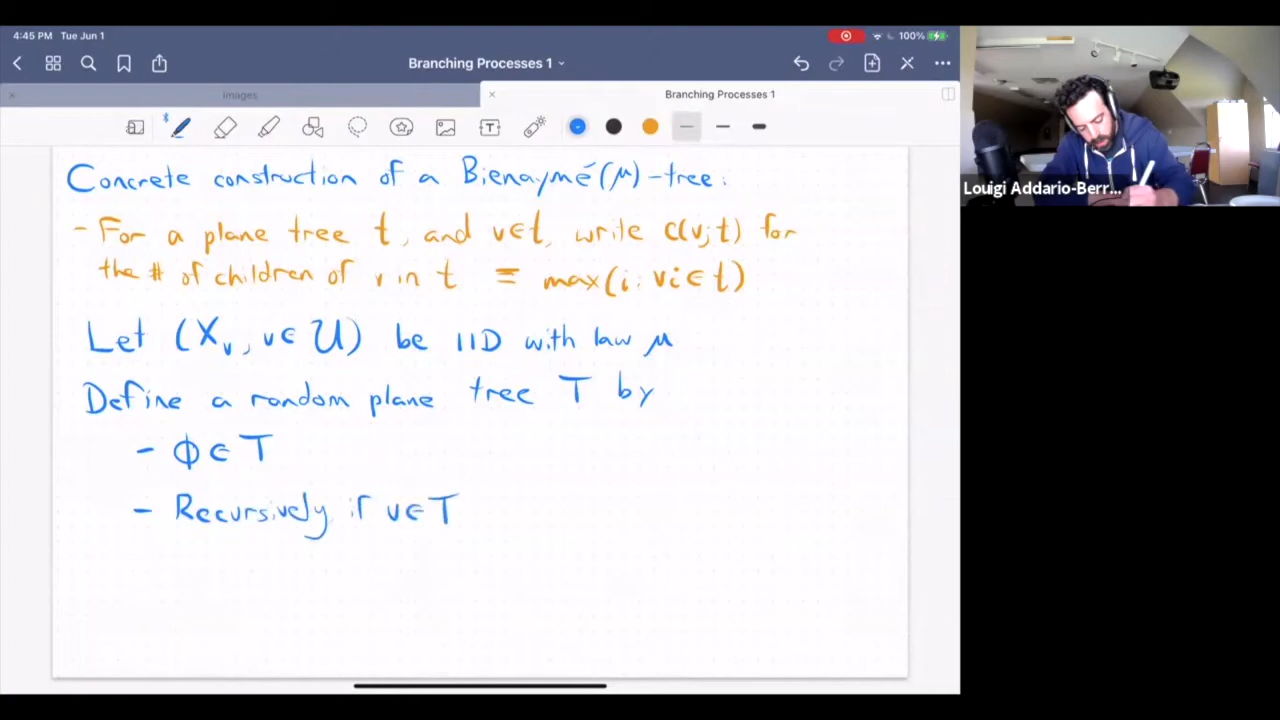 4:45 PM Tue Jun 1
100%
Branching Processes 1
Images
Branching Processes 1
Concrete construction of a Bienaymé(μ)-tree:
- For a plane tree t, and v∈t, write c(v;t) for
the # of children of v in t ≡ max(i: vi∈t)
Let (X_v, v∈U) be IID with law μ
Define a random plane tree T by
- ϕ∈T
- Recursively, if v∈T
Louigi Addario-Berr...